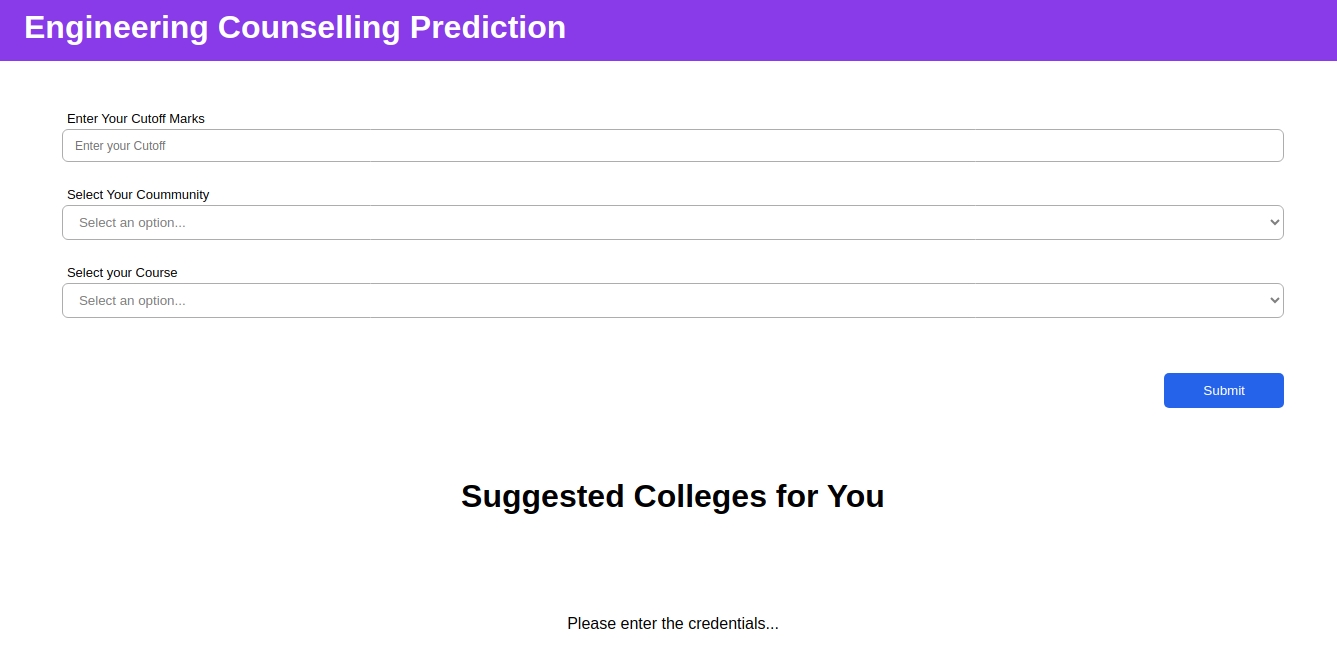 Engineering Counselling Prediction
Enter Your Cutoff Marks
Enter your Cutoff
Select Your Coummunity
Select an option...
Select your Course
Select an option...
Submit
Suggested Colleges for You
Please enter the credentials...